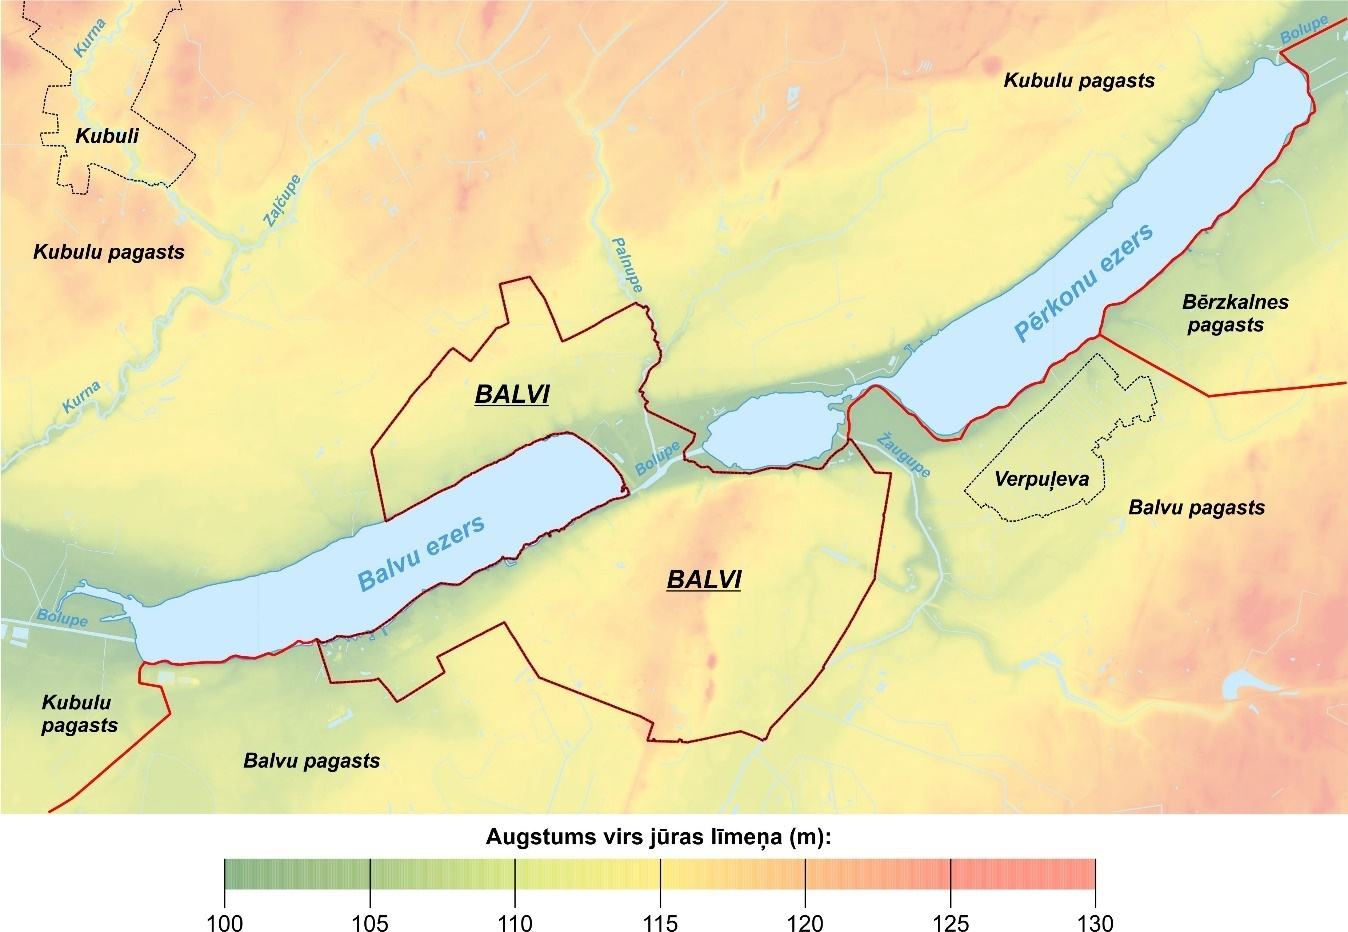 Kurna
Bolupe
Kubulu pagasts
Kubuli
Zaļčupe
Kubulu pagasts
Palnupe
Pērkonu ezers
Bērzkalnes
pagasts
Kurna
BALVI
Bolupe
Žaugupe
Verpuļeva
Balvu pagasts
Balvu ezers
BALVI
Bolupe
Kubulu
pagasts
Balvu pagasts
Augstums virs jūras līmeņa (m):
100 105 110 115 120 125 130